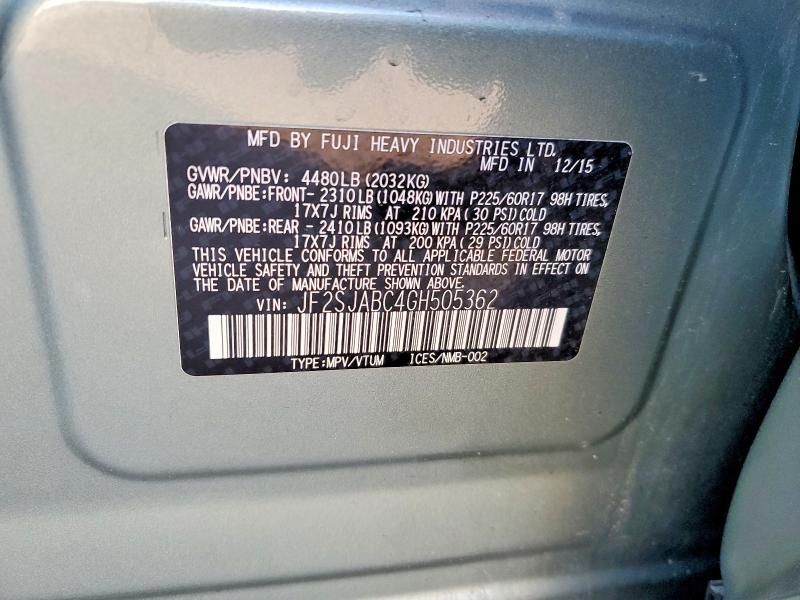 MFD BY FUJI HEAVY INDUSTRIES LTD.
MFD IN 12/15
GVWR/PNBV: 4480LB(2032KG)
GAWR/PNBE:FRONT- 2310LB(1048KG)WITH P225/60R17 98H TIRES,
17X7J RIMS AT 210 KPA(30 PSI)COLD
GAWR/PNBE:REAR - 2410LB(1093KG)WITH P225/60R17 98H TIRES,
17X7J RIMS AT 200 KPA(29 PSI)COLD
THIS VEHICLE CONFORMS TO ALL APPLICABLE FEDERAL MOTOR
VEHICLE SAFETY AND THEFT PREVENTION STANDARDS IN EFFECT ON
THE DATE OF MANUFACTURE SHOWN ABOVE.
VIN: JF2SJABC4GH505362
TYPE:MPV/VTUM ICES/NMB-002